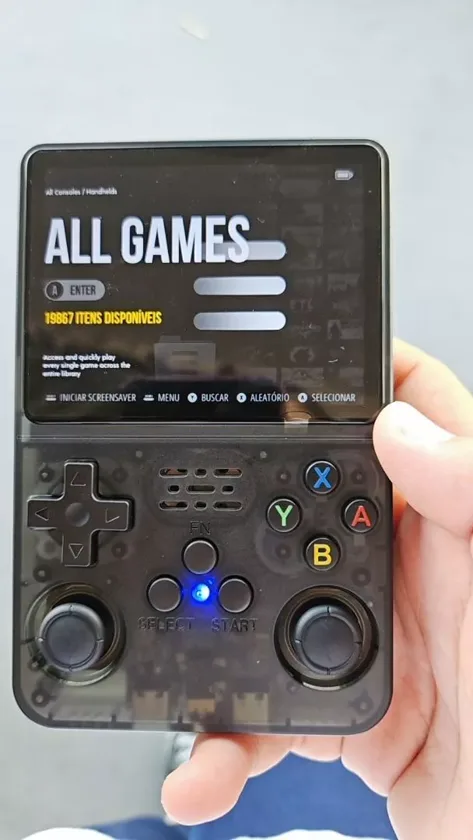 All Consoles / Handhelds
ALL GAMES
A ENTER
19867 ITENS DISPONÍVEIS
Access and quickly play
every single game across the
entire library
INICIAR SCREENSAVER MENU Y BUSCAR X ALEATÓRIO A SELECIONAR
X
Y A
B
FN
SELECT START